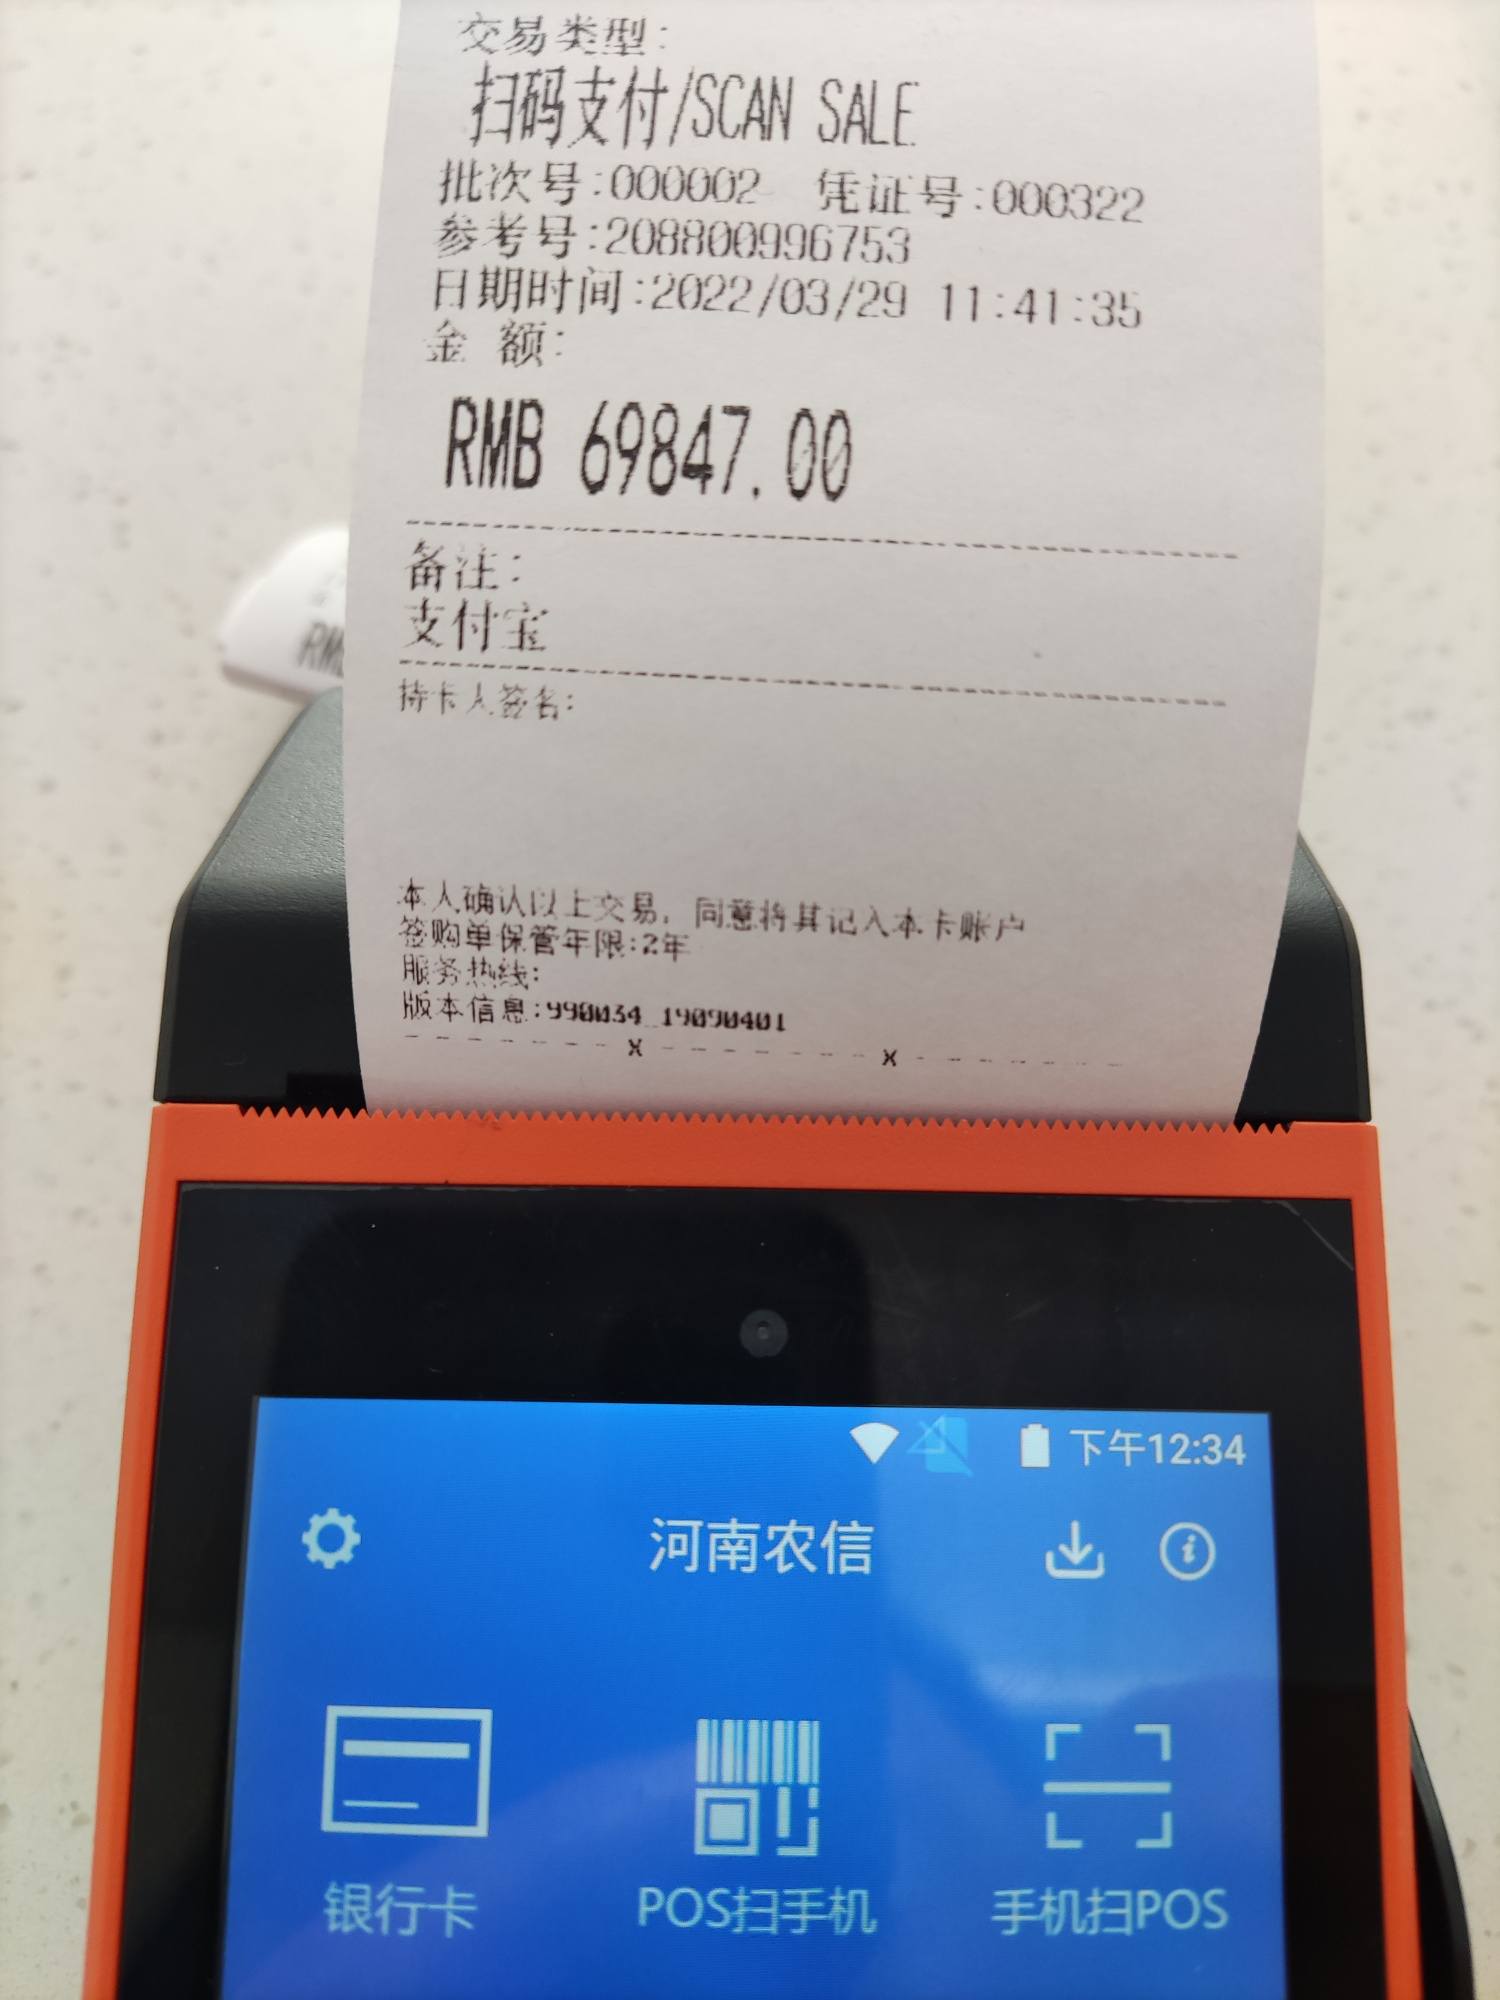 交易类型:
扫码支付/SCAN SALE
批次号:000002 凭证号:000322
参考号:208800996753
日期时间:2022/03/29 11:41:35
金 额:
RMB 69847.00
备注:
支付宝
持卡人签名:
本人确认以上交易, 同意将其记入本卡账户
签购单保管年限:2年
服务热线:
版本信息:990034_19090401
X X
下午12:34
河南农信
银行卡 POS扫手机 手机扫POS